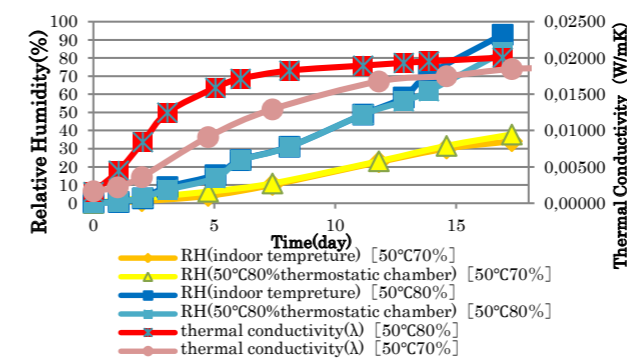 Relative Humidity(%)
100
90
80
70
60
50
40
30
20
10
0
0,02500
0,02000
0,01500
0,01000
0,00500
0,00000
Thermal Conductivity (W/mK)
0 5 10 15
Time(day)
RH(indoor tempreture)［50℃70%］
RH(50℃80%thermostatic chamber)［50℃70%］
RH(indoor tempreture)［50℃80%］
RH(50℃80%thermostatic chamber)［50℃80%］
thermal conductivity(λ)［50℃80%］
thermal conductivity(λ)［50℃70%］